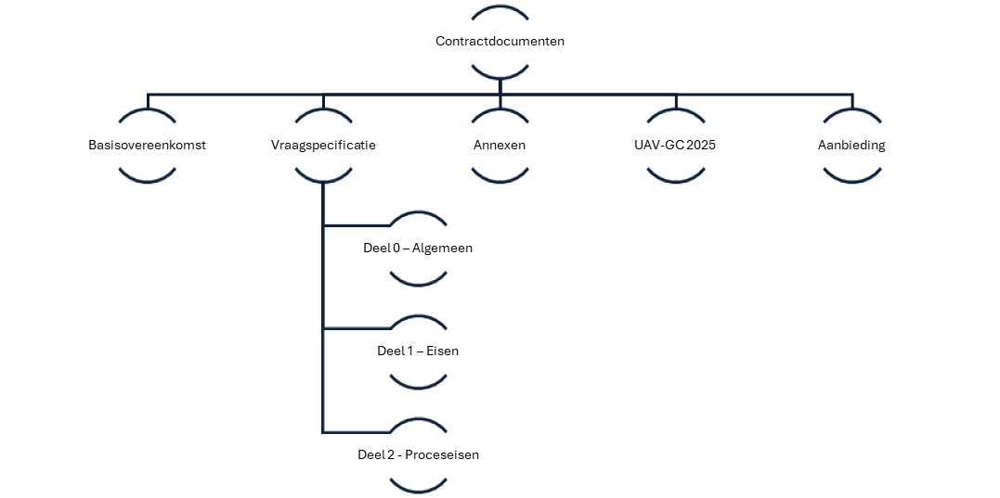 Contractdocumenten
Basisovereenkomst
Vraagspecificatie
Annexen
UAV-GC 2025
Aanbieding
Deel 0 – Algemeen
Deel 1 – Eisen
Deel 2 - Proceseisen